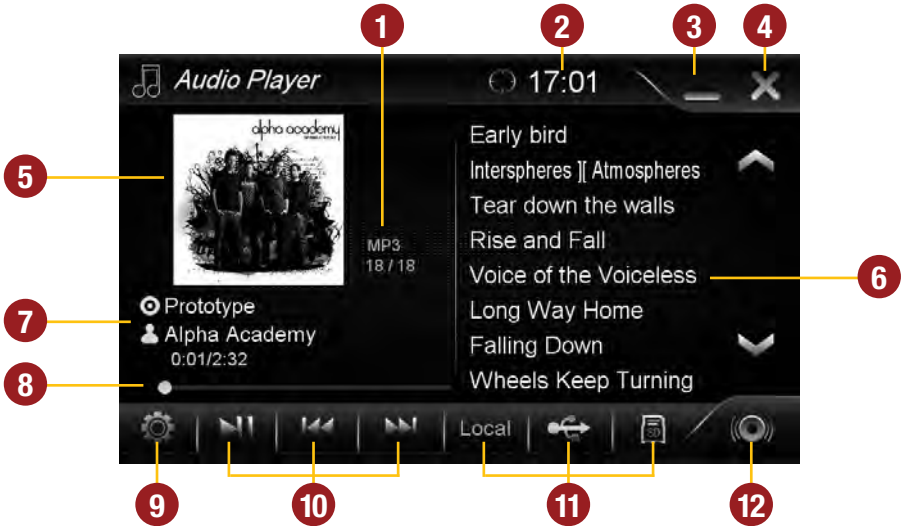 1
2
3
4
Audio Player
17:01
alpha academy
5
MP3
18 / 18
Early bird
Interspheres ][ Atmospheres
Tear down the walls
Rise and Fall
Voice of the Voiceless
Long Way Home
Falling Down
Wheels Keep Turning
6
7
Prototype
Alpha Academy
0:01/2:32
8
Local
SD
9
10
11
12